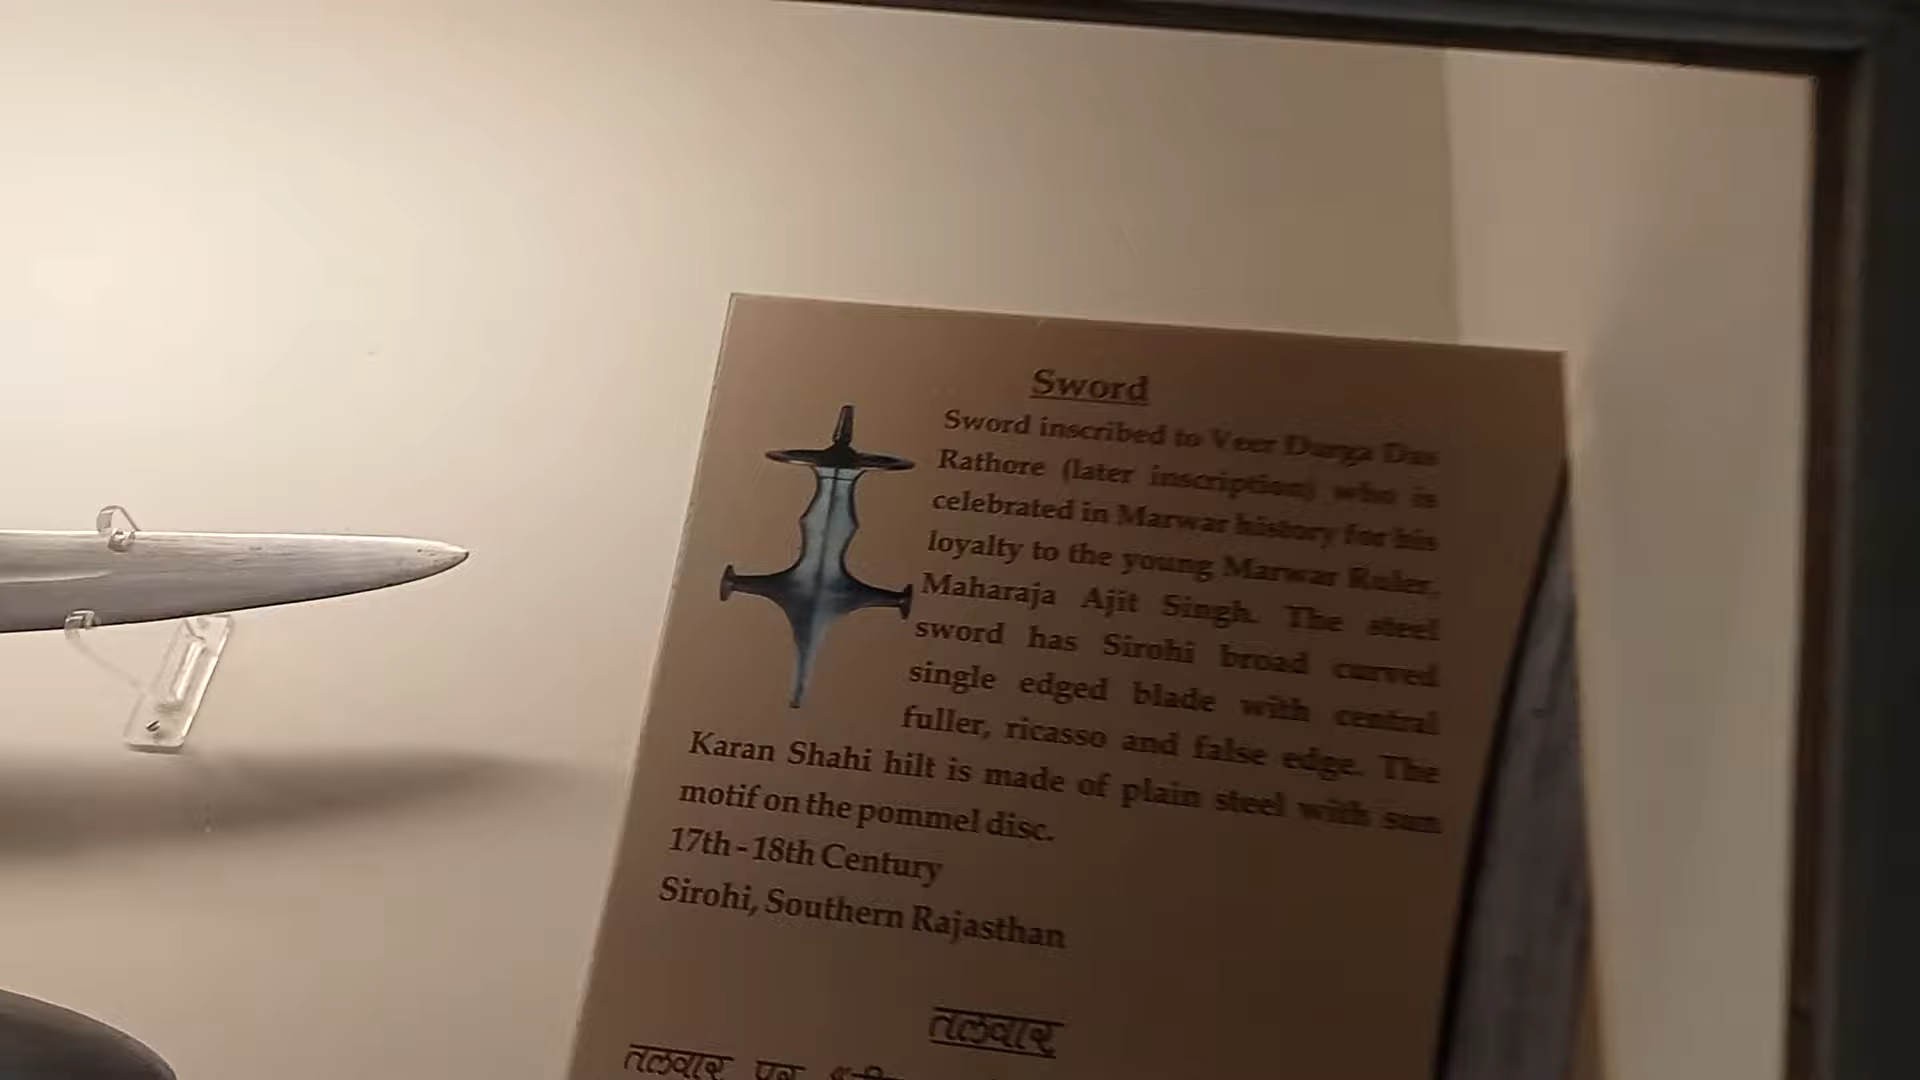 Sword
Sword inscribed to Veer Durga Das
Rathore (later inscription) who is
celebrated in Marwar history for his
loyalty to the young Marwar Ruler,
Maharaja Ajit Singh. The steel
sword has Sirohi broad curved
single edged blade with central
fuller, ricasso and false edge. The
Karan Shahi hilt is made of plain steel with sun
motif on the pommel disc.
17th - 18th Century
Sirohi, Southern Rajasthan
तलवार
तलवार पर